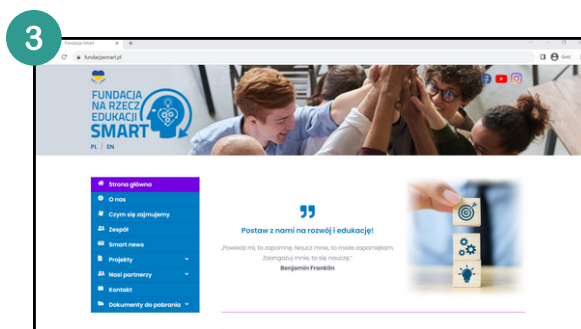 3
Fundacja Smart
fundacjasmart.pl
Gość
FUNDACJA
NA RZECZ
EDUKACJI
SMART
PL / EN
Strona główna
O nas
Czym się zajmujemy
Zespół
Smart news
Projekty
Nasi partnerzy
Kontakt
Dokumenty do pobrania
Postaw z nami na rozwój i edukację!
„Powiedz mi, to zapomnę. Naucz mnie, to może zapamiętam.
Zaangażuj mnie, to się nauczę.”
Benjamin Franklin